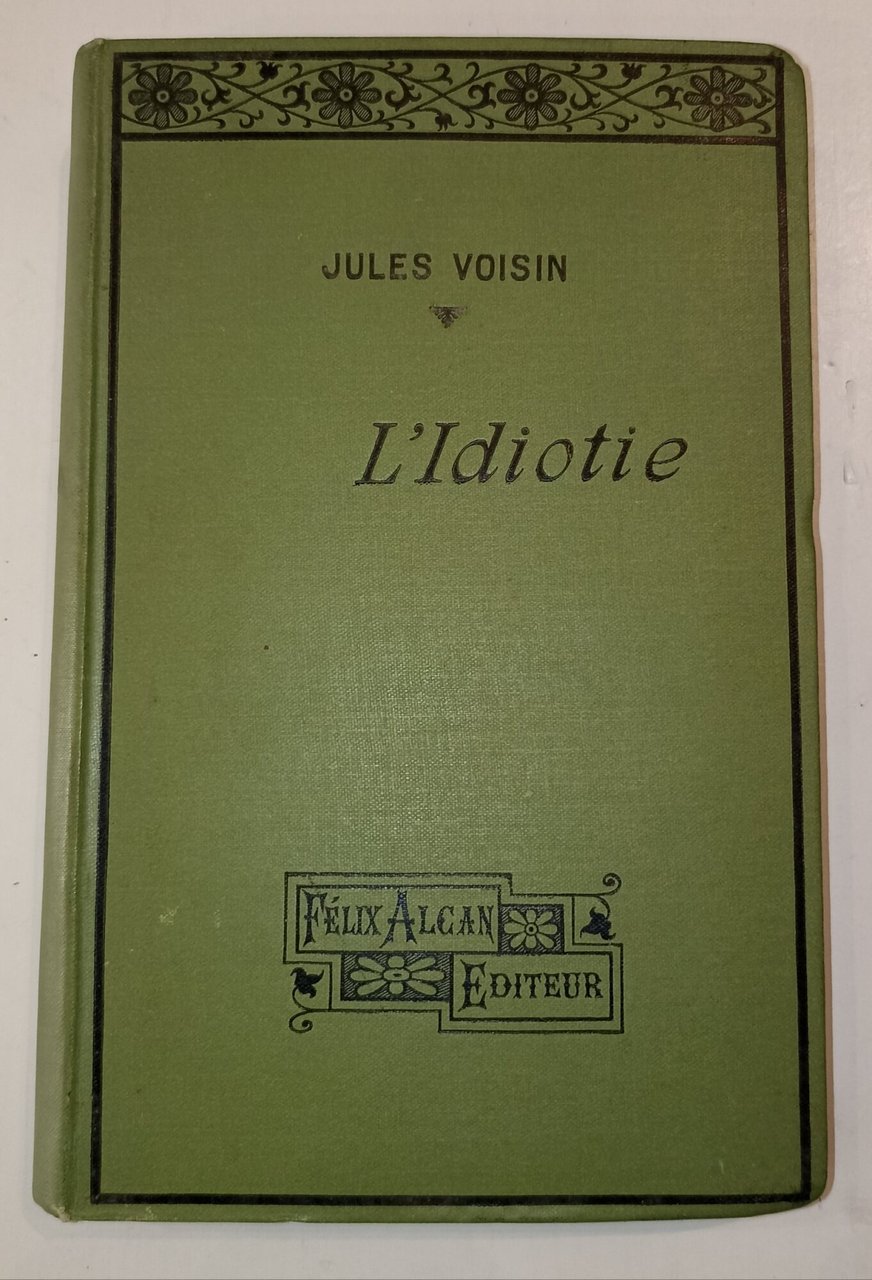 JULES VOISIN
L'Idiotie
FÉLIX ALCAN
EDITEUR